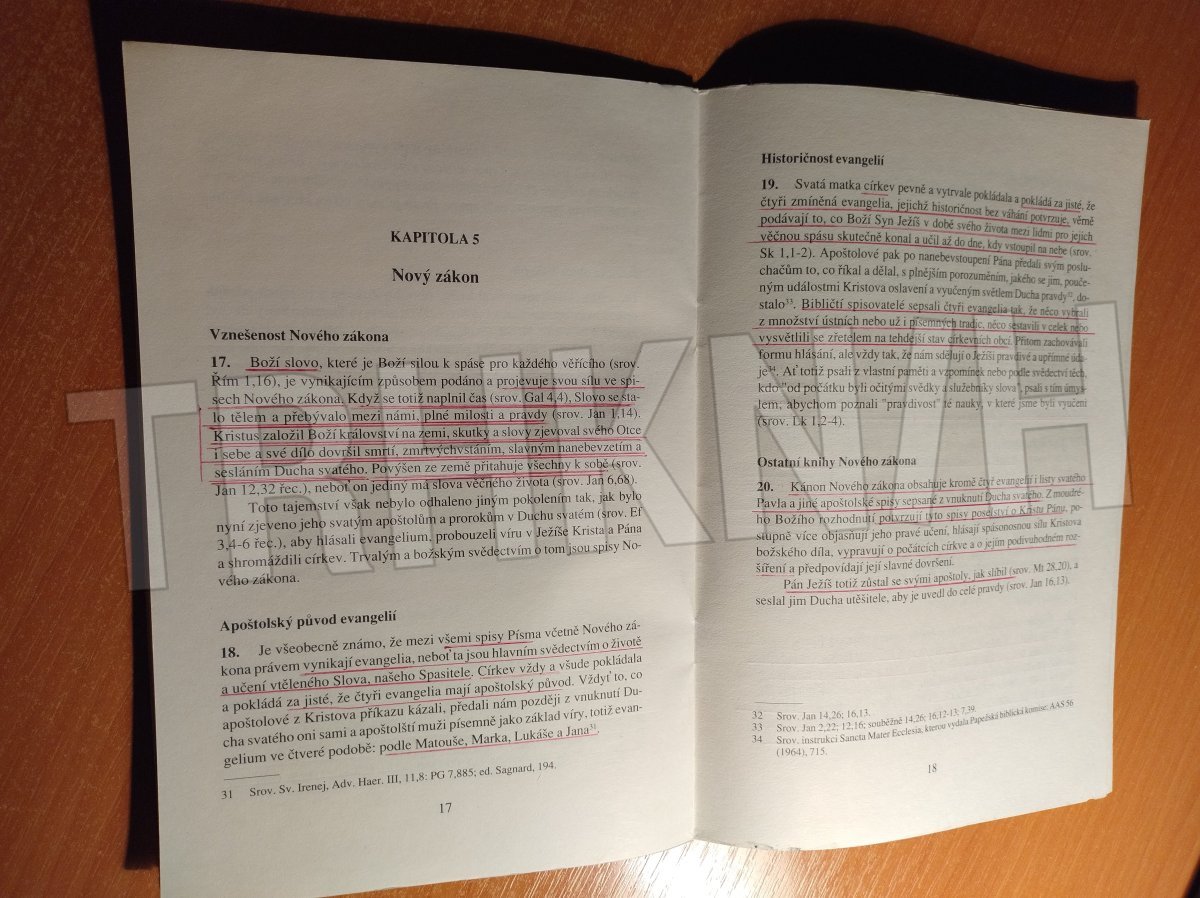 KAPITOLA 5
Nový zákon
Vznešenost Nového zákona
17. Boží slovo, které je Boží silou k spáse pro každého věřícího (srov.
Řím 1,16), je vynikajícím způsobem podáno a projevuje svou sílu ve spi-
sech Nového zákona. Když se totiž naplnil čas (srov. Gal 4,4), Slovo se sta-
lo tělem a přebývalo mezi námi, plné milosti a pravdy (srov. Jan 1,14).
Kristus založil Boží království na zemi, skutky a slovy zjevoval svého Otce
i sebe a své dílo dovršil smrtí, zmrtvýchvstáním, slavným nanebevzetím a
sesláním Ducha svatého. Povýšen ze země přitahuje všechny k sobě (srov.
Jan 12,32 řec.), neboť on jediný má slova věčného života (srov. Jan 6,68).
Toto tajemství však nebylo odhaleno jiným pokolením tak, jak bylo
nyní zjeveno jeho svatým apoštolům a prorokům v Duchu svatém (srov. Ef
3,4-6 řec.), aby hlásali evangelium, probouzeli víru v Ježíše Krista a Pána
a shromáždili církev. Trvalým a božským svědectvím o tom jsou spisy No-
vého zákona.
Apoštolský původ evangelií
18. Je všeobecně známo, že mezi všemi spisy Písma včetně Nového zá-
kona právem vynikají evangelia, neboť ta jsou hlavním svědectvím o životě
a učení vtěleného Slova, našeho Spasitele. Církev vždy a všude pokládala
a pokládá za jisté, že čtyři evangelia mají apoštolský původ. Vždyť to, co
apoštolové z Kristova příkazu kázali, předali nám později z vnuknutí Du-
cha svatého oni sami a apoštolští muži písemně jako základ víry, totiž evan-
gelium ve čtveré podobě: podle Matouše, Marka, Lukáše a Jana³¹.
31 Srov. Sv. Irenej, Adv. Haer. III, 11,8: PG 7,885; ed. Sagnard, 194.
17
Historičnost evangelií
19. Svatá matka církev pevně a vytrvale pokládala a pokládá za jisté, že
čtyři zmíněná evangelia, jejichž historičnost bez váhání potvrzuje, věrně
podávají to, co Boží Syn Ježíš v době svého života mezi lidmi pro jejich
věčnou spásu skutečně konal a učil až do dne, kdy vstoupil na nebe (srov.
Sk 1,1-2). Apoštolové pak po nanebevstoupení Pána předali svým poslu-
chačům to, co říkal a dělal, s plnějším porozuměním, jakého se jim, pouče-
ným událostmi Kristova oslavení a vyučeným světlem Ducha pravdy³², do-
stalo³³. Bibličtí spisovatelé sepsali čtyři evangelia tak, že něco vybrali
z množství ústních nebo už i písemných tradic, něco sestavili v celek nebo
vysvětlili se zřetelem na tehdejší stav církevních obcí. Přitom zachovávali
formu hlásání, ale vždy tak, že nám sdělují o Ježíši pravdivé a upřímné úda-
je³⁴. Ať totiž psali z vlastní paměti a vzpomínek nebo podle svědectví těch,
kdo "od počátku byli očitými svědky a služebníky slova", psali s tím úmys-
lem, abychom poznali "pravdivost" té nauky, v které jsme byli vyučeni
(srov. Lk 1,2-4).
Ostatní knihy Nového zákona
20. Kánon Nového zákona obsahuje kromě čtyř evangelií i listy svatého
Pavla a jiné apoštolské spisy sepsané z vnuknutí Ducha svatého. Z moudré-
ho Božího rozhodnutí potvrzují tyto spisy poselství o Kristu Pánu, po-
stupně více objasňují jeho pravé učení, hlásají spásonosnou sílu Kristova
božského díla, vypravují o počátcích církve a o jejím podivuhodném roz-
šíření a předpovídají její slavné dovršení.
Pán Ježíš totiž zůstal se svými apoštoly, jak slíbil (srov. Mt 28,20), a
seslal jim Ducha utěšitele, aby je uvedl do celé pravdy (srov. Jan 16,13).
32 Srov. Jan 14,26; 16,13.
33 Srov. Jan 2,22; 12,16; souběžně 14,26; 16,12-13; 7,39.
34 Srov. instrukci Sancta Mater Ecclesia, kterou vydala Papežská biblická komise: AAS 56
(1964), 715.
18
TRHKNIH